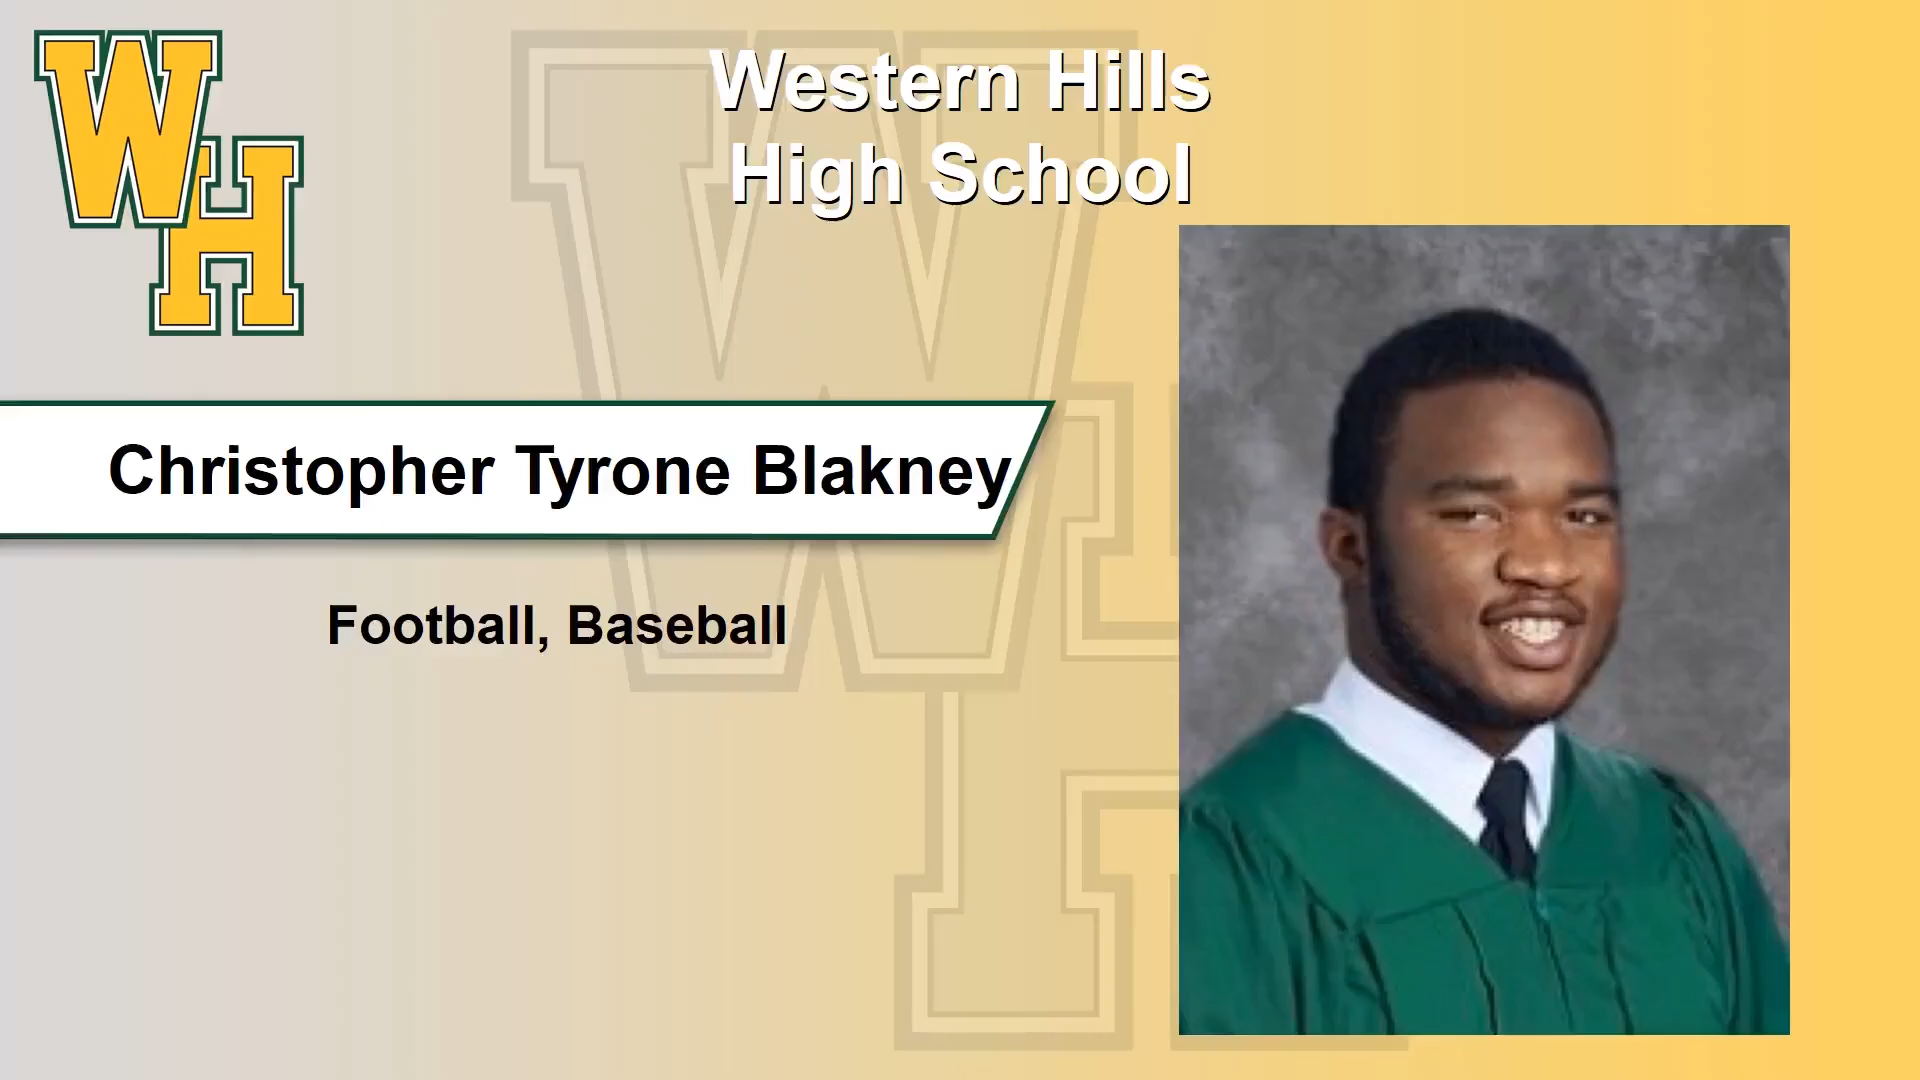 WH
Western Hills
High School
Christopher Tyrone Blakney
Football, Baseball